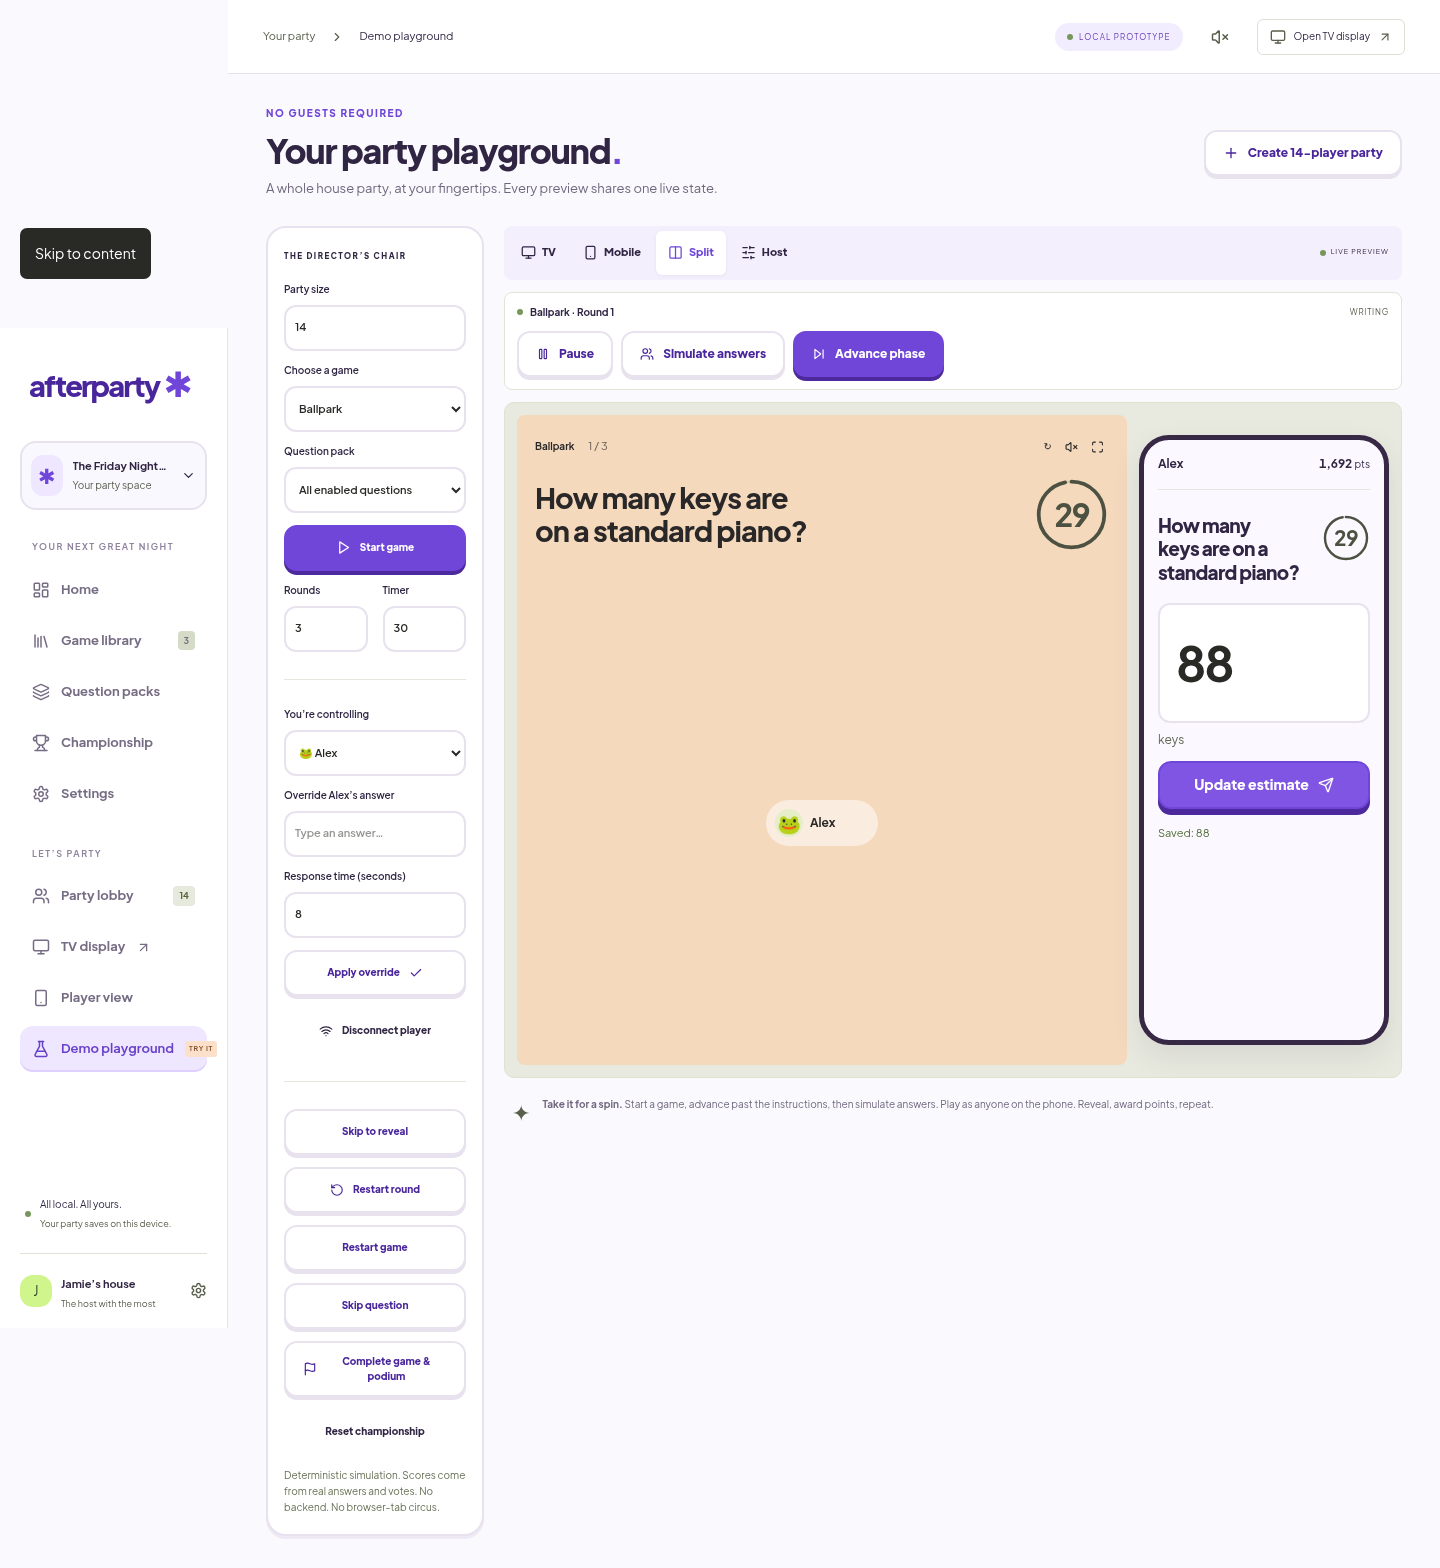 Your party
Demo playground
LOCAL PROTOTYPE
Open TV display
NO GUESTS REQUIRED
Your party playground.
A whole house party, at your fingertips. Every preview shares one live state.
Create 14-player party
Skip to content
afterparty
The Friday Night…
Your party space
YOUR NEXT GREAT NIGHT
Home
Game library
3
Question packs
Championship
Settings
LET'S PARTY
Party lobby
14
TV display
Player view
Demo playground
TRY IT
All local. All yours.
Your party saves on this device.
J
Jamie's house
The host with the most
THE DIRECTOR'S CHAIR
Party size
14
Choose a game
Ballpark
Question pack
All enabled questions
Start game
Rounds
Timer
3
30
You're controlling
Alex
Override Alex's answer
Type an answer…
Response time (seconds)
8
Apply override
Disconnect player
Skip to reveal
Restart round
Restart game
Skip question
Complete game &
podium
Reset championship
Deterministic simulation. Scores come
from real answers and votes. No
backend. No browser-tab circus.
TV
Mobile
Split
Host
LIVE PREVIEW
Ballpark · Round 1
WRITING
Pause
Simulate answers
Advance phase
Ballpark
1 / 3
How many keys are
on a standard piano?
29
Alex
Alex
1,692 pts
How many
keys are on a
standard piano?
29
88
keys
Update estimate
Saved: 88
Take it for a spin. Start a game, advance past the instructions, then simulate answers. Play as anyone on the phone. Reveal, award points, repeat.